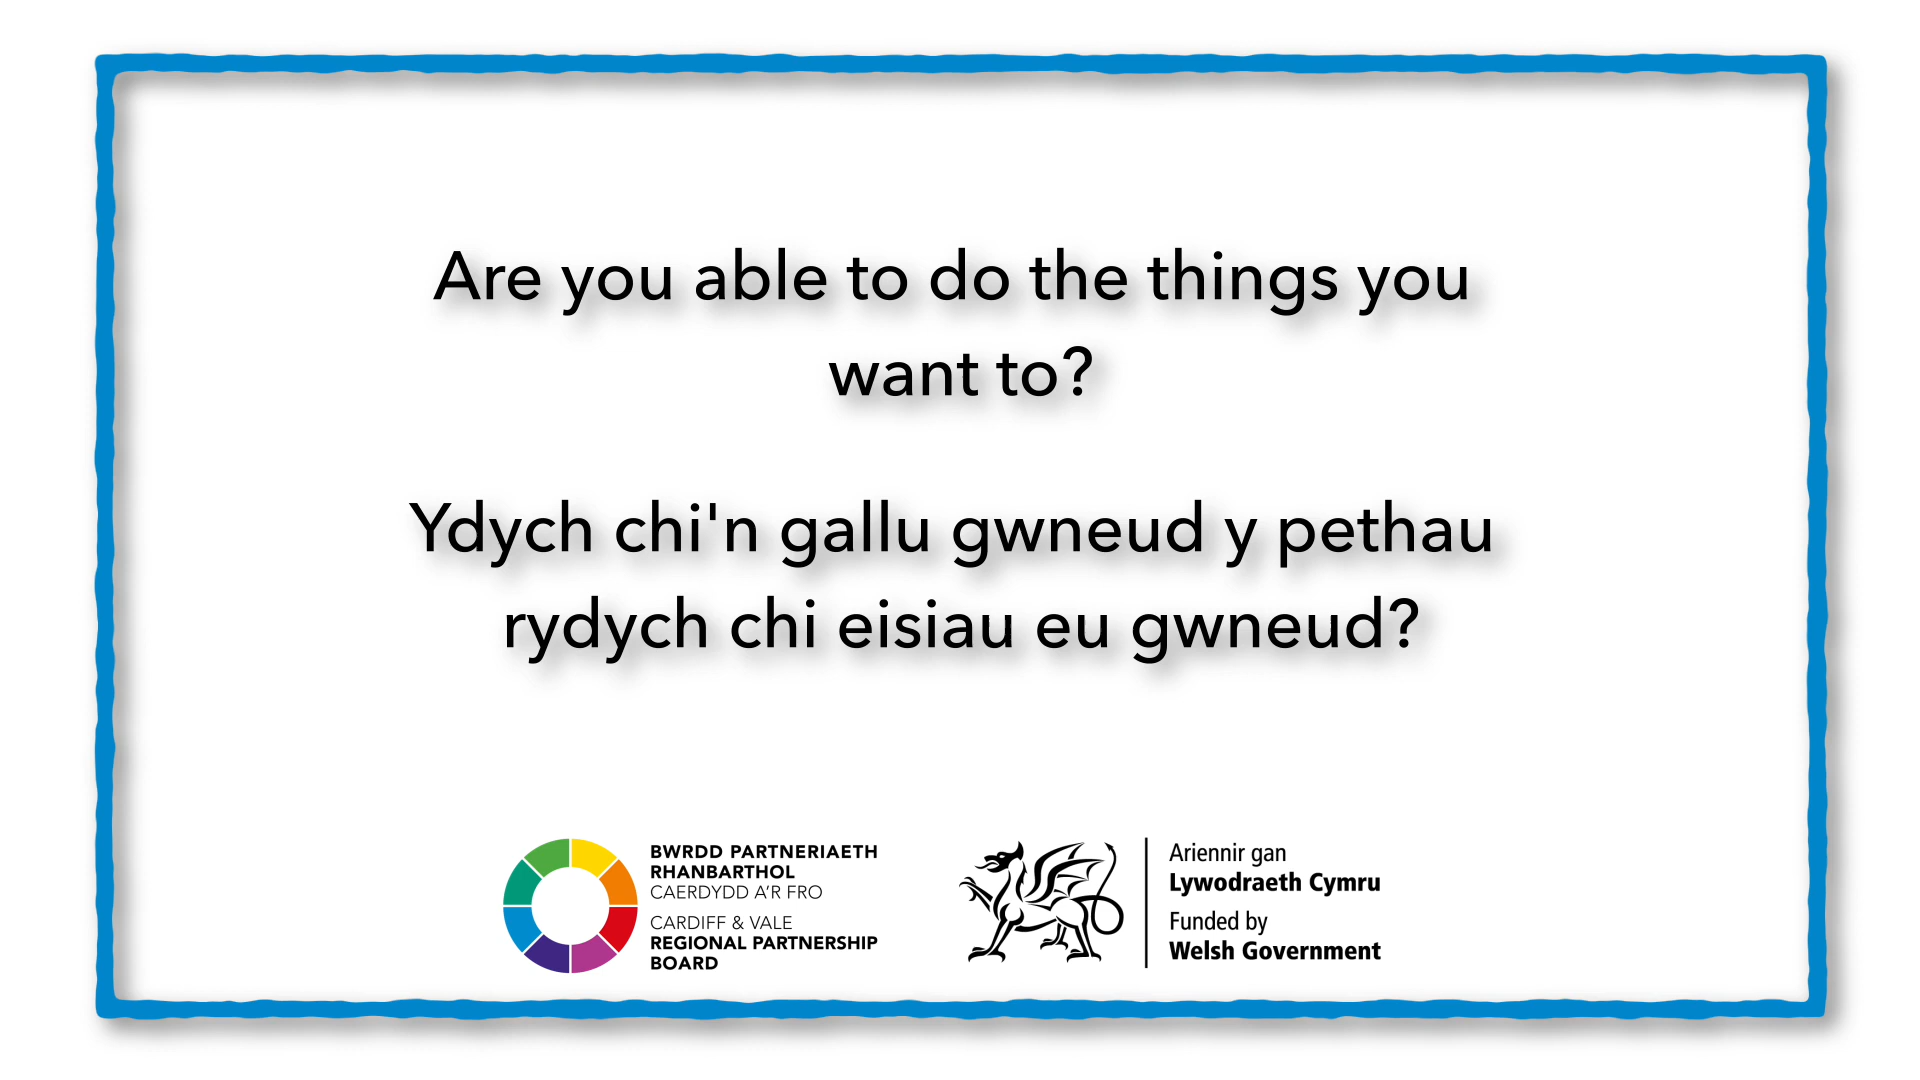 Are you able to do the things you
want to?
Ydych chi'n gallu gwneud y pethau
rydych chi eisiau eu gwneud?
BWRDD PARTNERIAETH
RHANBARTHOL
CAERDYDD A'R FRO
CARDIFF & VALE
REGIONAL PARTNERSHIP
BOARD
Ariennir gan
Lywodraeth Cymru
Funded by
Welsh Government